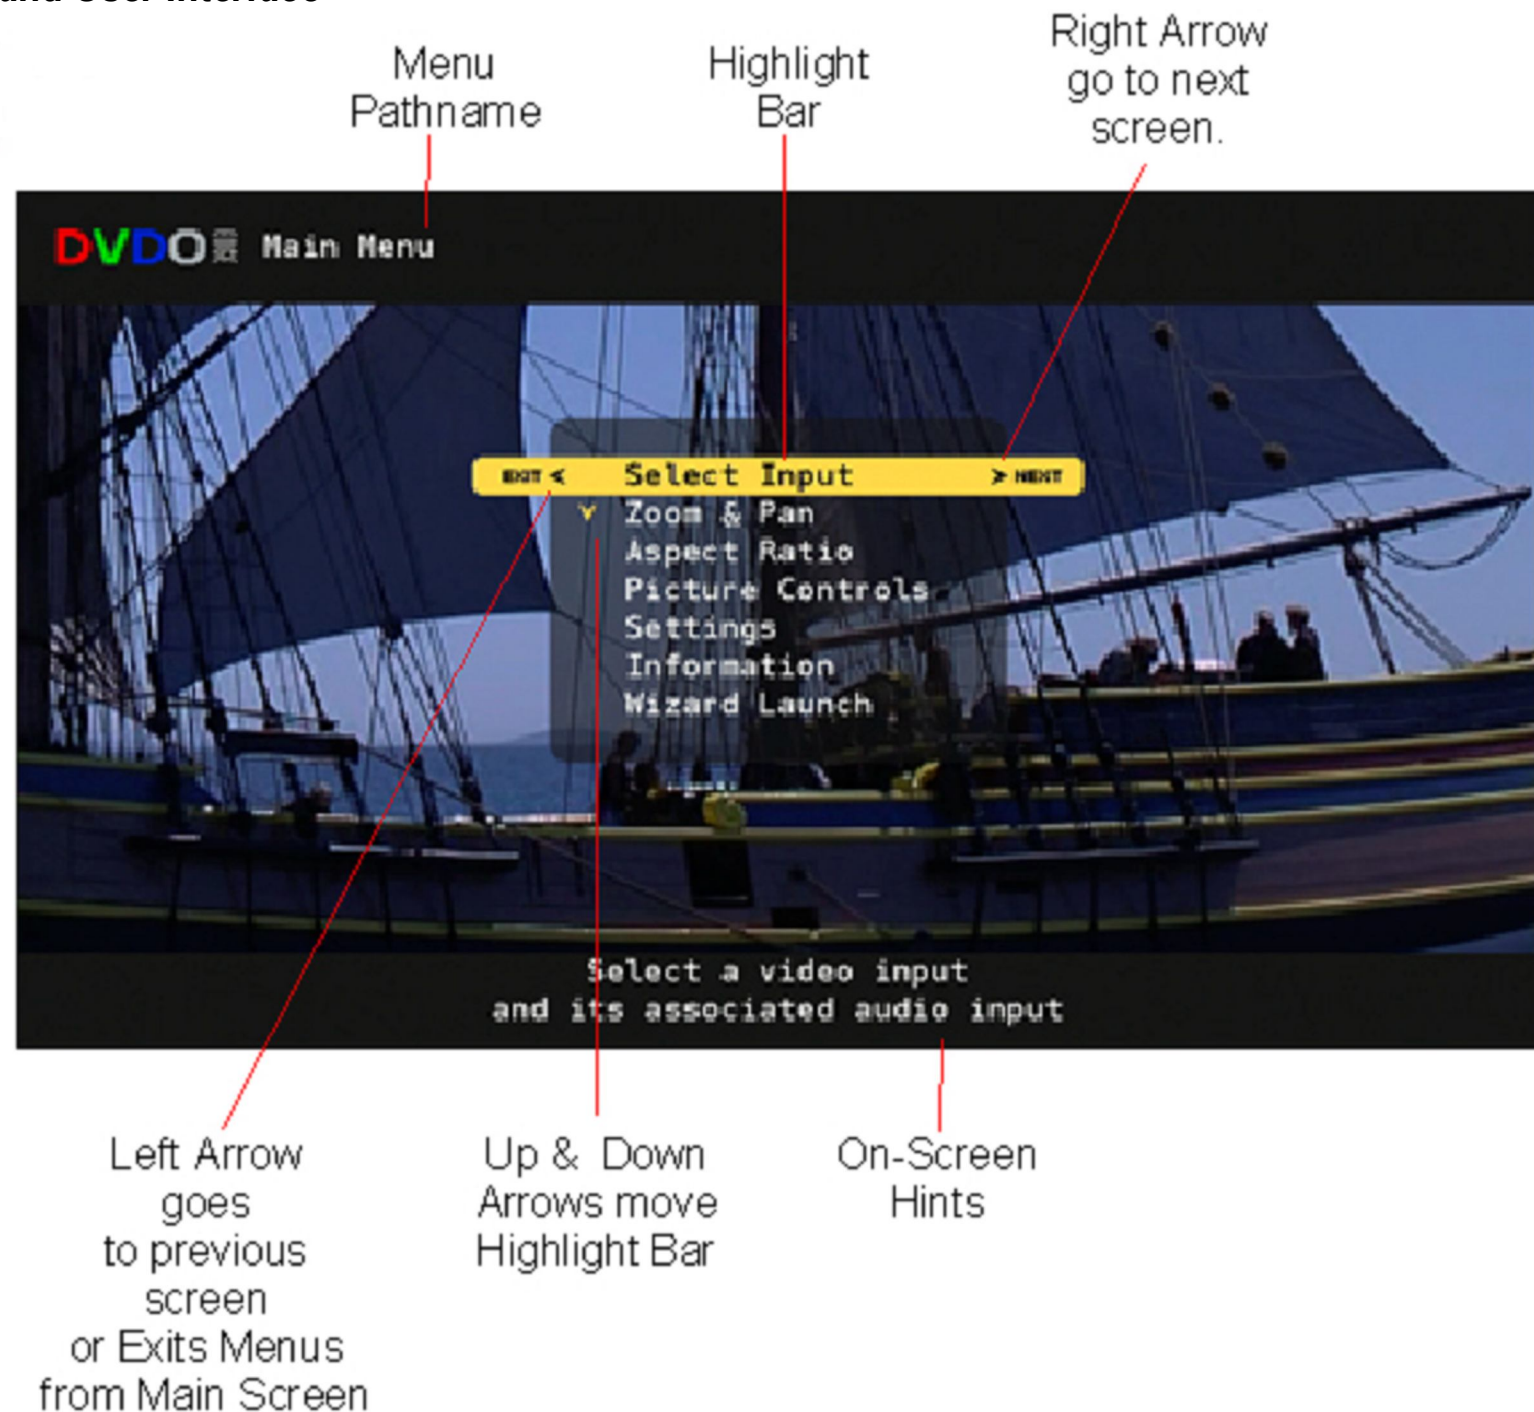 Menu
Pathname
Highlight
Bar
Right Arrow
go to next
screen.
DVDO Main Menu
EXIT < Select Input > NEXT
Zoom & Pan
Aspect Ratio
Picture Controls
Settings
Information
Wizard Launch
Select a video input
and its associated audio input
Left Arrow
goes
to previous
screen
or Exits Menus
from Main Screen
Up & Down
Arrows move
Highlight Bar
On-Screen
Hints